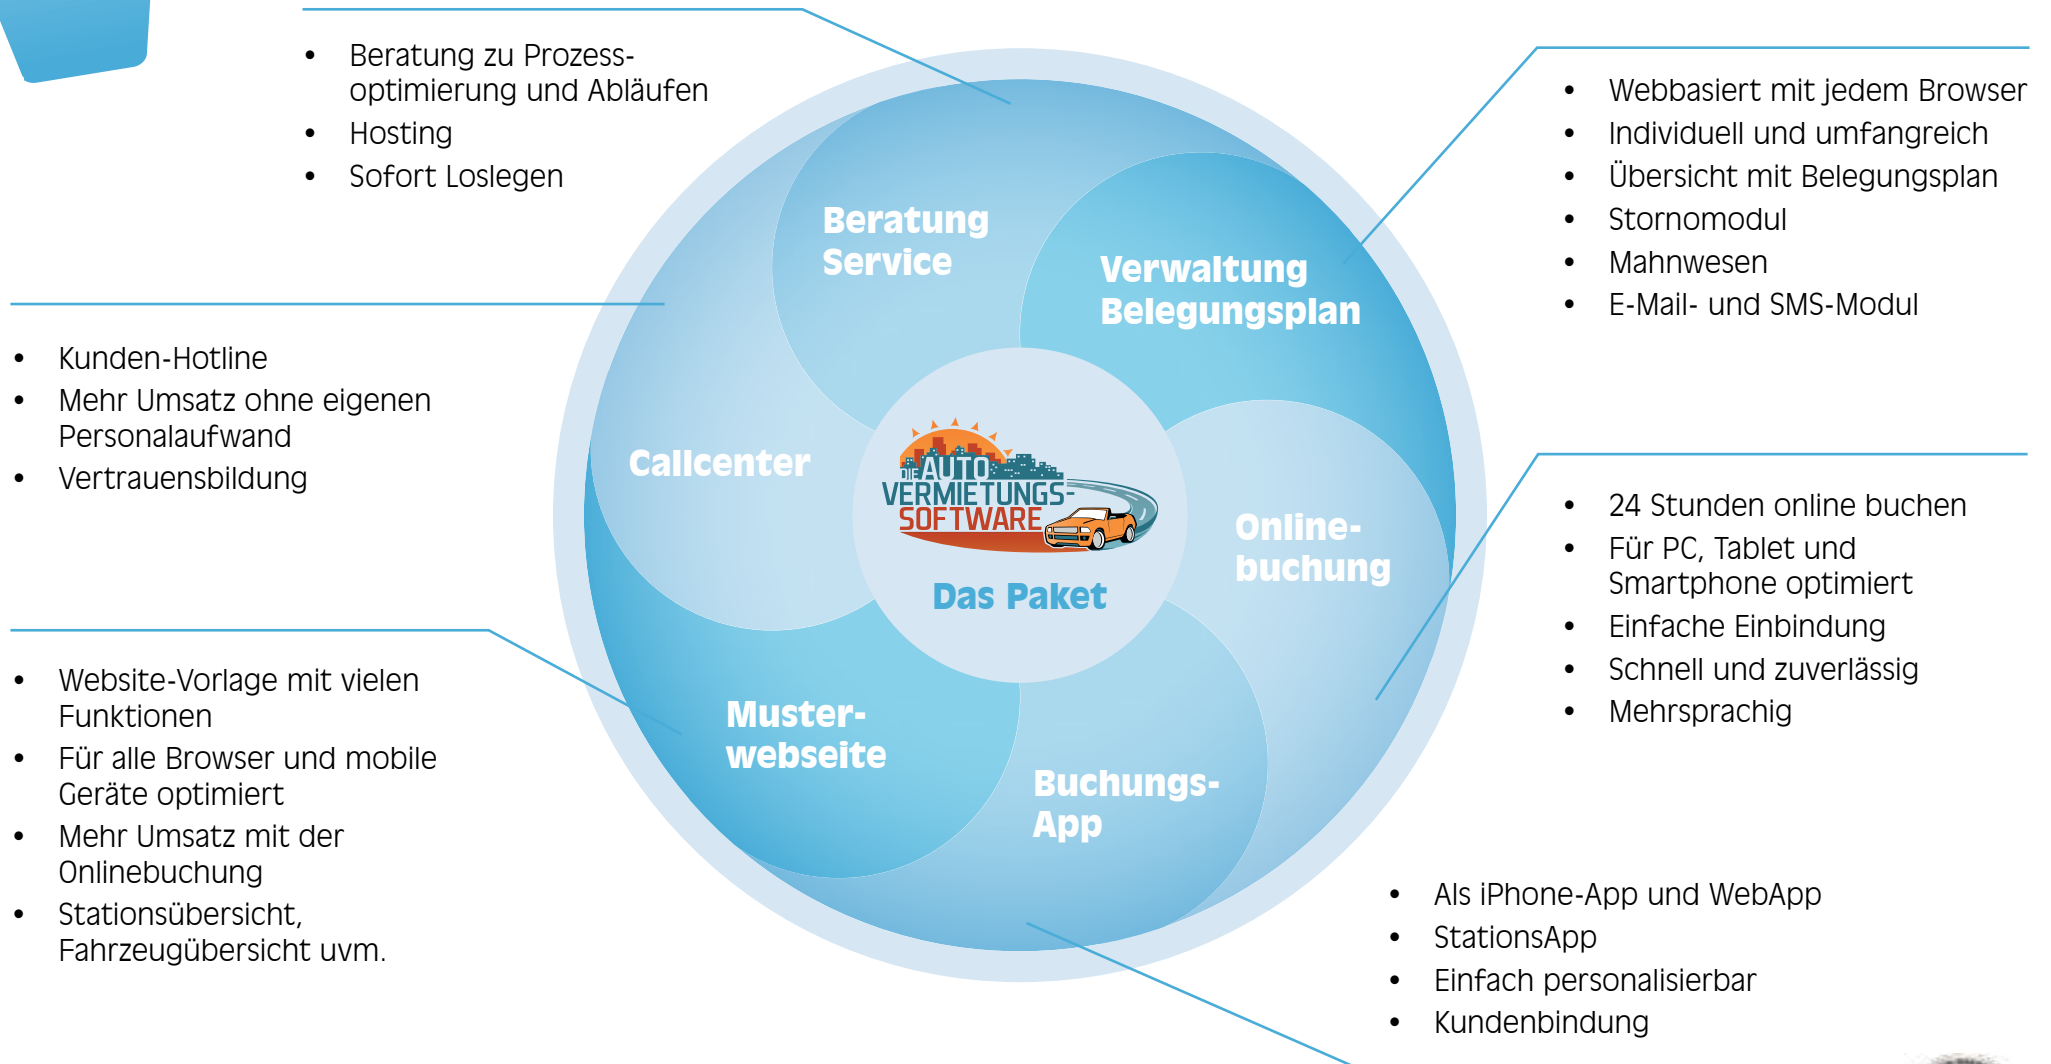 • Beratung zu Prozess-
optimierung und Abläufen
• Hosting
• Sofort Loslegen
• Kunden-Hotline
• Mehr Umsatz ohne eigenen
Personalaufwand
• Vertrauensbildung
• Website-Vorlage mit vielen
Funktionen
• Für alle Browser und mobile
Geräte optimiert
• Mehr Umsatz mit der
Onlinebuchung
• Stationsübersicht,
Fahrzeugübersicht uvm.
Beratung
Service
Verwaltung
Belegungsplan
Callcenter
DIE AUTO
VERMIETUNGS-
SOFTWARE
Das Paket
Online-
buchung
Muster-
webseite
Buchungs-
App
• Webbasiert mit jedem Browser
• Individuell und umfangreich
• Übersicht mit Belegungsplan
• Stornomodul
• Mahnwesen
• E-Mail- und SMS-Modul
• 24 Stunden online buchen
• Für PC, Tablet und
Smartphone optimiert
• Einfache Einbindung
• Schnell und zuverlässig
• Mehrsprachig
• Als iPhone-App und WebApp
• StationsApp
• Einfach personalisierbar
• Kundenbindung